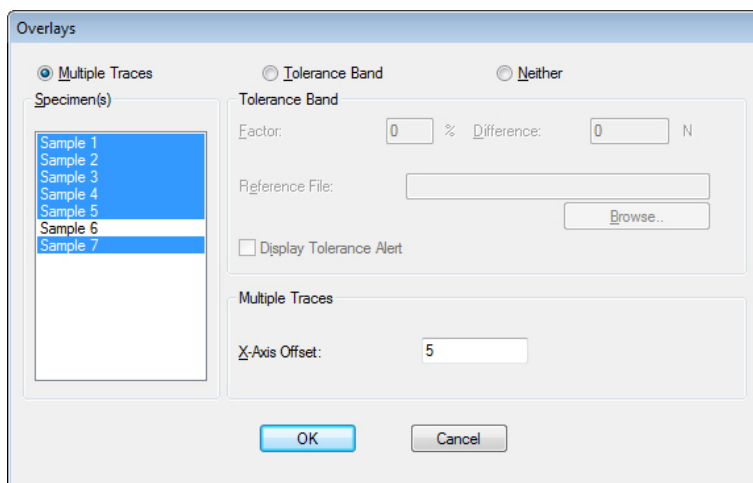 Overlays
Multiple Traces
Tolerance Band
Neither
Specimen(s)
Sample 1
Sample 2
Sample 3
Sample 4
Sample 5
Sample 6
Sample 7
Tolerance Band
Factor: 0 % Difference: 0 N
Reference File:
Browse..
Display Tolerance Alert
Multiple Traces
X-Axis Offset: 5
OK
Cancel